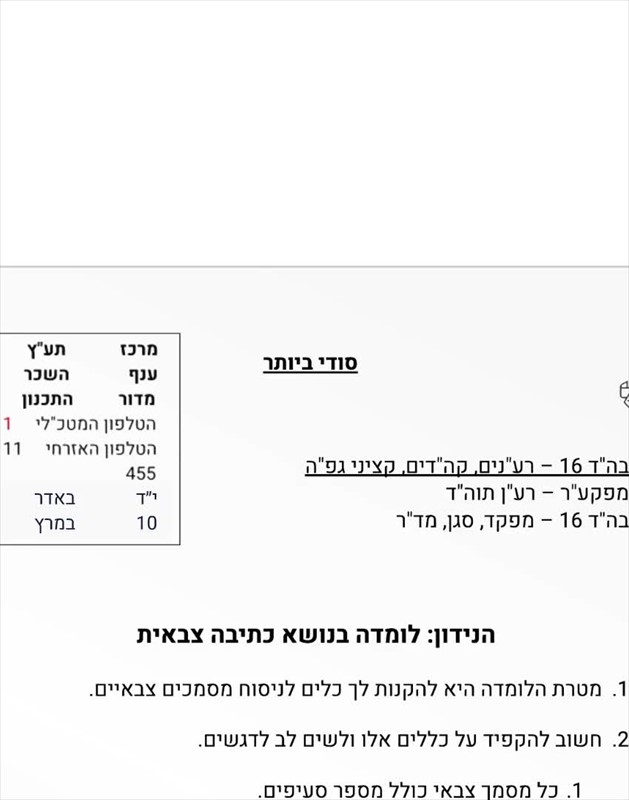 סודי ביותר
מרכז תע"ץ
ענף השכר
מדור התכנון
הטלפון המטכ"לי 1
הטלפון האזרחי 11
455
י"ד באדר
10 במרץ
בה"ד 16 – רע"נים, קה"דים, קציני גפ"ה
מפקע"ר – רע"ן תוה"ד
בה"ד 16 – מפקד, סגן, מד"ר
הנידון: לומדה בנושא כתיבה צבאית
1. מטרת הלומדה היא להקנות לך כלים לניסוח מסמכים צבאיים.
2. חשוב להקפיד על כללים אלו ולשים לב לדגשים.
1. כל מסמך צבאי כולל מספר סעיפים.